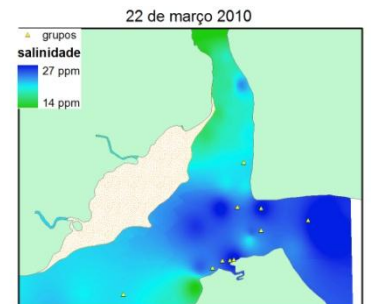 22 de março 2010
grupos
salinidade
27 ppm
14 ppm